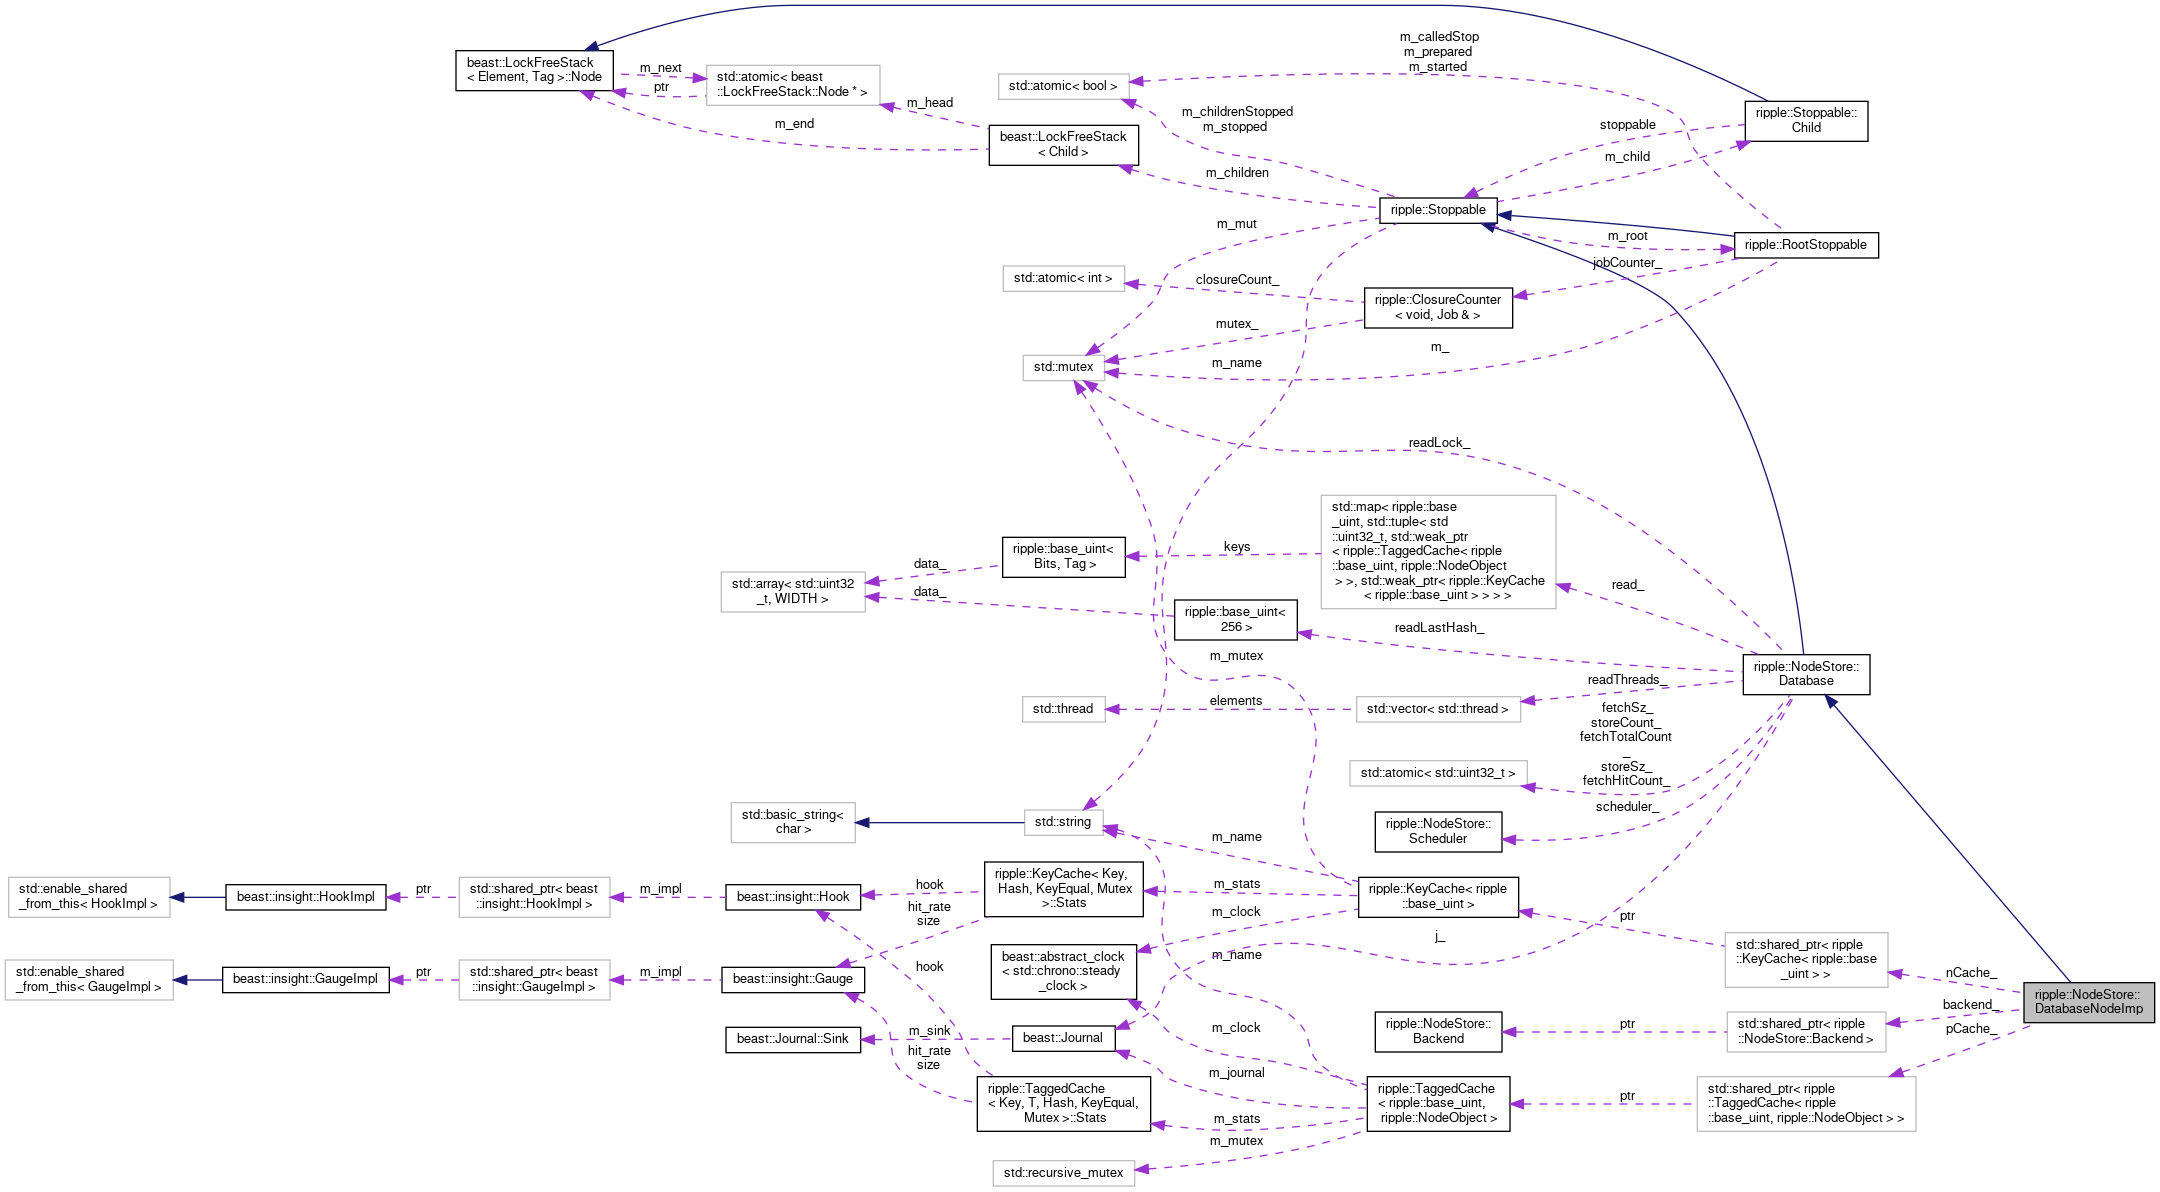 m_calledStop
m_prepared
m_started
beast::LockFreeStack
< Element, Tag >::Node
m_next
ptr
std::atomic< beast
::LockFreeStack::Node * >
std::atomic< bool >
m_head
m_end
m_childrenStopped
m_stopped
beast::LockFreeStack
< Child >
m_children
stoppable
m_child
ripple::Stoppable::
Child
ripple::Stoppable
m_mut
m_root
ripple::RootStoppable
jobCounter_
std::atomic< int >
closureCount_
ripple::ClosureCounter
< void, Job & >
mutex_
m_
m_name
std::mutex
readLock_
std::map< ripple::base
_uint, std::tuple< std
::uint32_t, std::weak_ptr
< ripple::TaggedCache< ripple
::base_uint, ripple::NodeObject
> >, std::weak_ptr< ripple::KeyCache
< ripple::base_uint > > > >
keys
ripple::base_uint<
Bits, Tag >
data_
std::array< std::uint32
_t, WIDTH >
data_
ripple::base_uint<
256 >
read_
readLastHash_
m_mutex
ripple::NodeStore::
Database
readThreads_
std::vector< std::thread >
elements
std::thread
fetchSz_
storeCount_
fetchTotalCount
_
storeSz_
fetchHitCount_
std::atomic< std::uint32_t >
scheduler_
ripple::NodeStore::
Scheduler
std::basic_string<
char >
std::string
m_name
ripple::KeyCache< Key,
Hash, KeyEqual, Mutex
>::Stats
m_stats
ripple::KeyCache< ripple
::base_uint >
hook
hit_rate
size
std::enable_shared
_from_this< HookImpl >
beast::insight::HookImpl
ptr
std::shared_ptr< beast
::insight::HookImpl >
m_impl
beast::insight::Hook
m_clock
ptr
j_
beast::abstract_clock
< std::chrono::steady
_clock >
m_name
hook
std::shared_ptr< ripple
::KeyCache< ripple::base
_uint > >
nCache_
std::enable_shared
_from_this< GaugeImpl >
beast::insight::GaugeImpl
ptr
std::shared_ptr< beast
::insight::GaugeImpl >
m_impl
beast::insight::Gauge
ripple::NodeStore::
DatabaseNodeImp
backend_
pCache_
beast::Journal::Sink
m_sink
beast::Journal
m_clock
ripple::NodeStore::
Backend
ptr
std::shared_ptr< ripple
::NodeStore::Backend >
hit_rate
size
m_journal
ripple::TaggedCache
< Key, T, Hash, KeyEqual,
Mutex >::Stats
m_stats
m_mutex
ripple::TaggedCache
< ripple::base_uint,
ripple::NodeObject >
ptr
std::shared_ptr< ripple
::TaggedCache< ripple
::base_uint, ripple::NodeObject > >
std::recursive_mutex